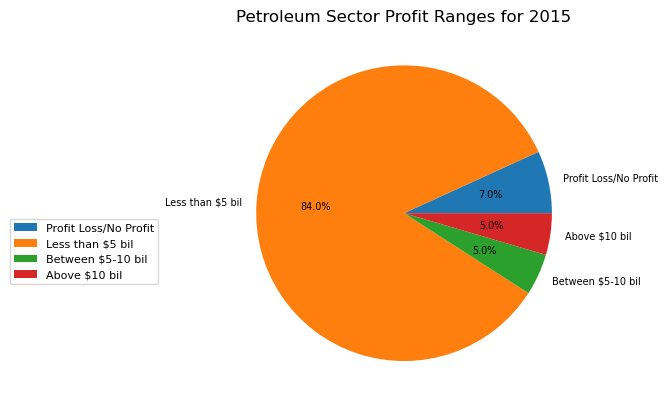 Petroleum Sector Profit Ranges for 2015
Profit Loss/No Profit
7.0%
Less than $5 bil
84.0%
5.0%
Above $10 bil
5.0%
Between $5-10 bil
Profit Loss/No Profit
Less than $5 bil
Between $5-10 bil
Above $10 bil